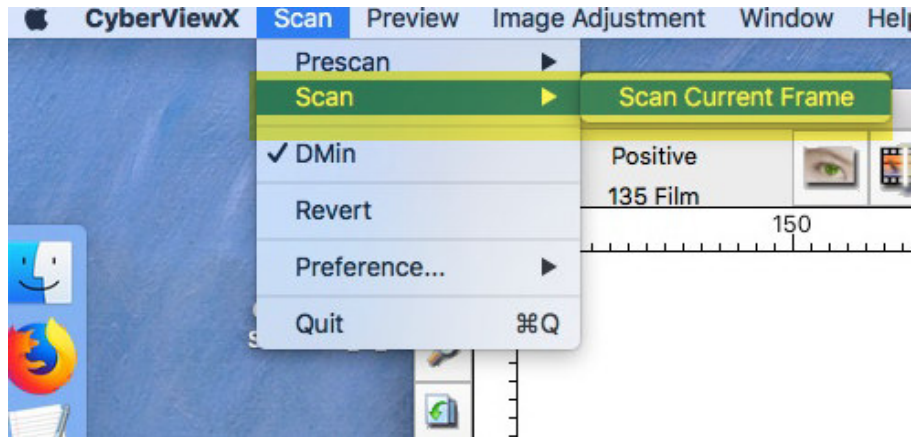 CyberViewX Scan Preview Image Adjustment Window Help
Prescan
Scan
Scan Current Frame
✓ DMin
Positive
135 Film
Revert
150
Preference...
Quit ⌘Q